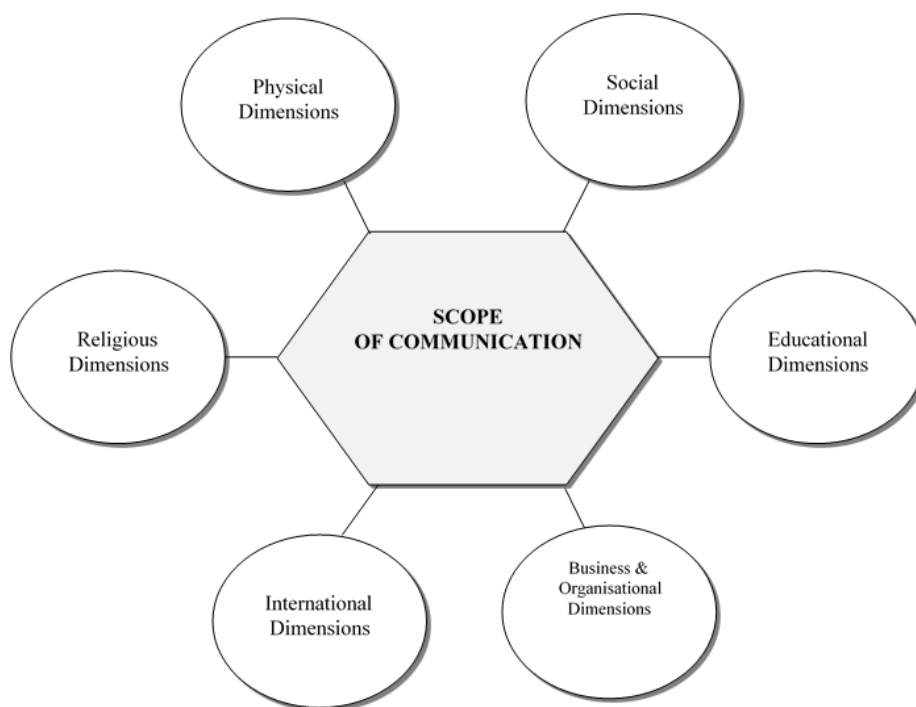 Physical
Dimensions
Social
Dimensions
SCOPE
OF COMMUNICATION
Religious
Dimensions
Educational
Dimensions
International
Dimensions
Business &
Organisational
Dimensions